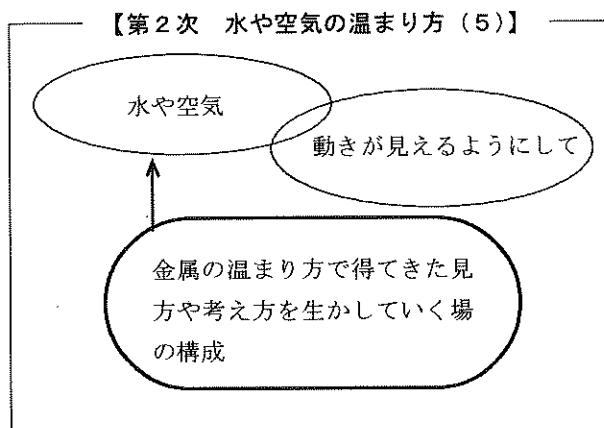 【第２次　水や空気の温まり方（５）】
水や空気
動きが見えるようにして
金属の温まり方で得てきた見
方や考え方を生かしていく場
の構成